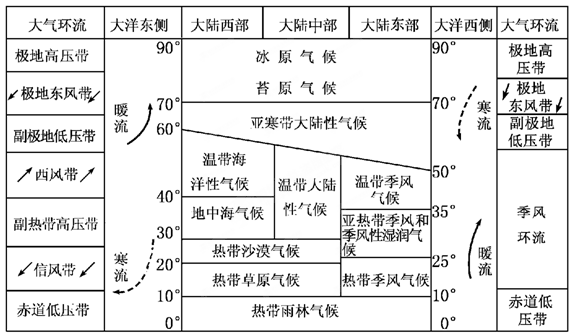 大气环流 大洋东侧 大陆西部 大陆中部 大陆东部 大洋西侧 大气环流
极地高压带
极地东风带
副极地低压带
西风带
副热带高压带
信风带
赤道低压带
暖流
寒流
90°
70°
60°
40°
30°
20°
10°
0°
冰原气候
苔原气候
亚寒带大陆性气候
温带海
洋性气候
地中海气候
温带大陆
性气候
温带季风
气候
亚热带季风和
季风性湿润气
候
热带沙漠气候
热带草原气候
热带季风气候
热带雨林气候
90°
70°
50°
35°
25°
10°
0°
寒流
暖流
极地高
压带
极地
东风带
副极地
低压带
季风
环流
赤道低
压带